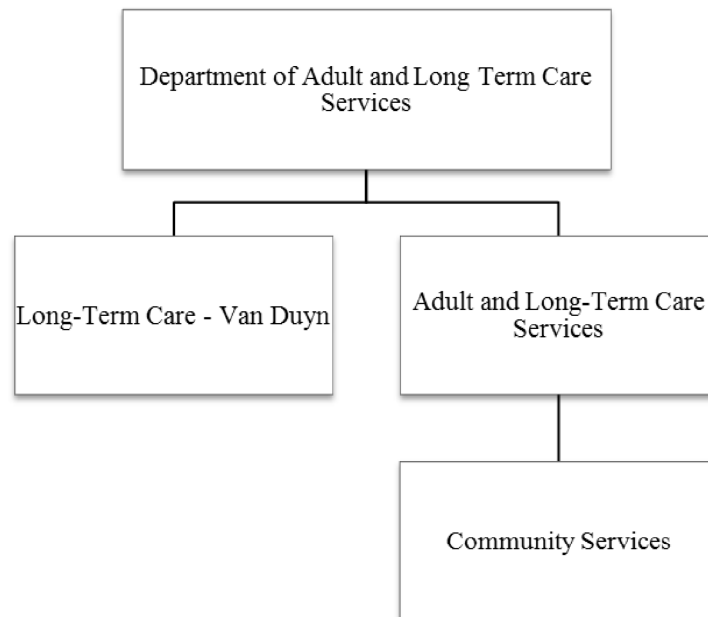 Department of Adult and Long Term Care
Services
Long-Term Care - Van Duyn
Adult and Long-Term Care
Services
Community Services